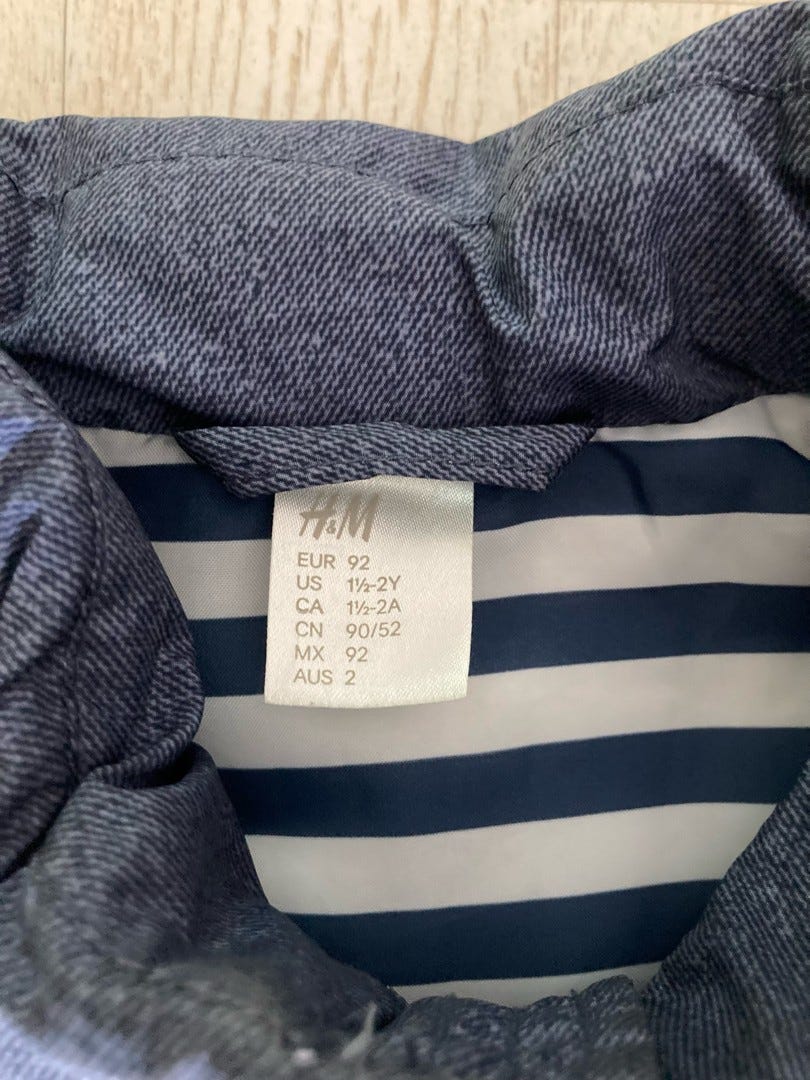 H&M
EUR 92
US 1½-2Y
CA 1½-2A
CN 90/52
MX 92
AUS 2